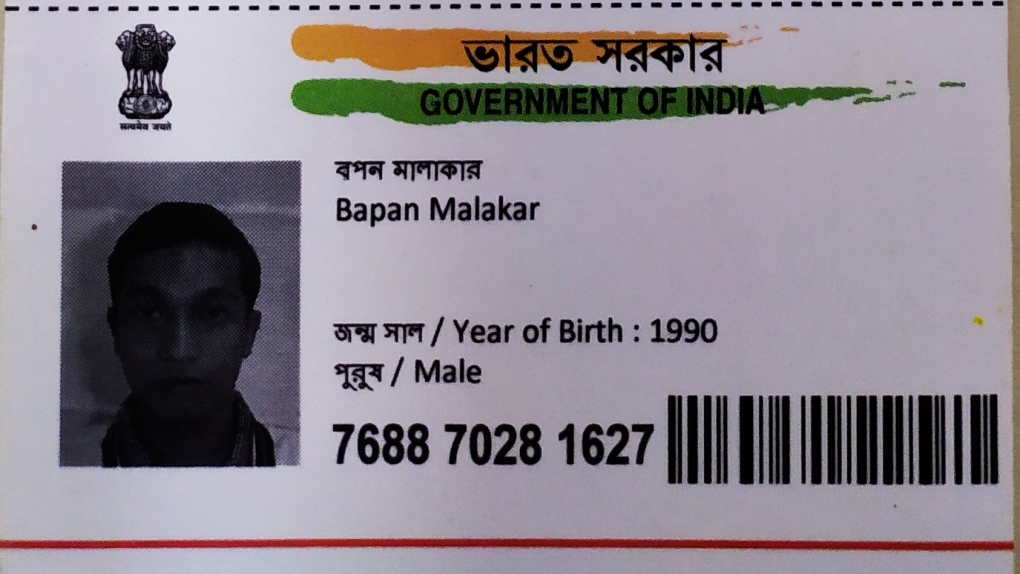 ভারত সরকার
GOVERNMENT OF INDIA
सत्यमेव जयते
বপন মালাকার
Bapan Malakar
জন্ম সাল / Year of Birth : 1990
পুরুষ / Male
7688 7028 1627